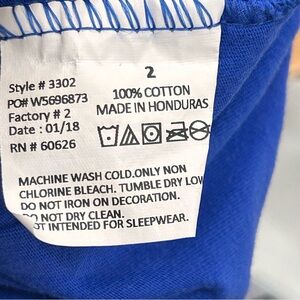 2
Style # 3302
PO# W5696873
Factory # 2
Date : 01/18
RN # 60626
100% COTTON
MADE IN HONDURAS
MACHINE WASH COLD.ONLY NON
CHLORINE BLEACH. TUMBLE DRY LOW
DO NOT IRON ON DECORATION.
DO NOT DRY CLEAN.
NOT INTENDED FOR SLEEPWEAR.